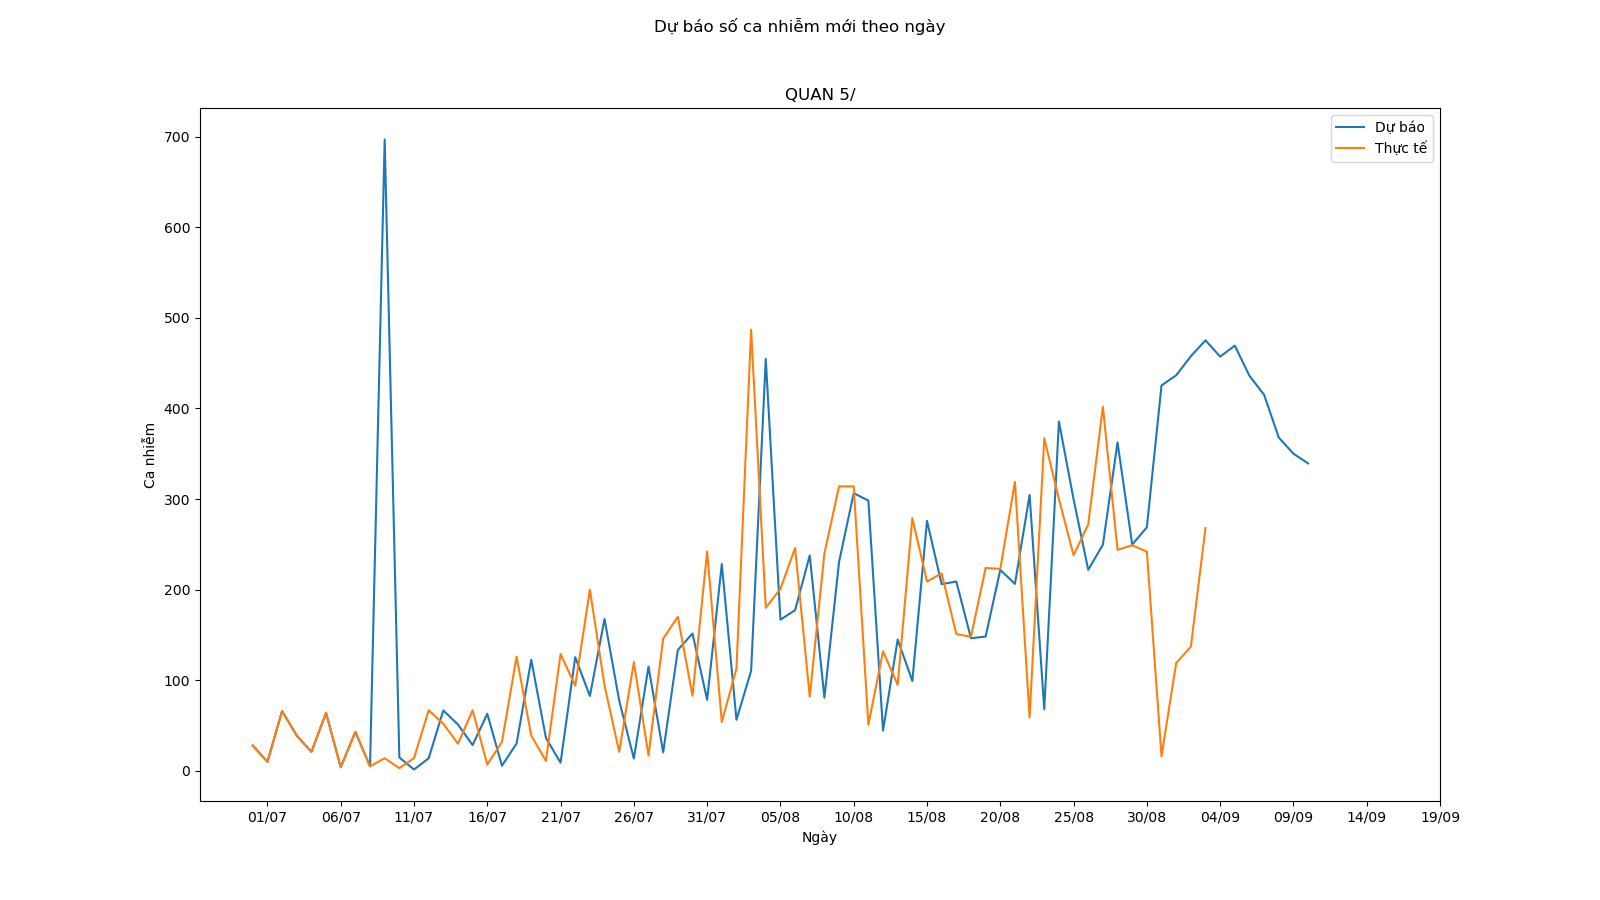 Dự báo số ca nhiễm mới theo ngày
QUAN 5/
Dự báo
Thực tế
700
600
500
400
300
200
100
0
Ca nhiễm
01/07 06/07 11/07 16/07 21/07 26/07 31/07 05/08 10/08 15/08 20/08 25/08 30/08 04/09 09/09 14/09 19/09
Ngày